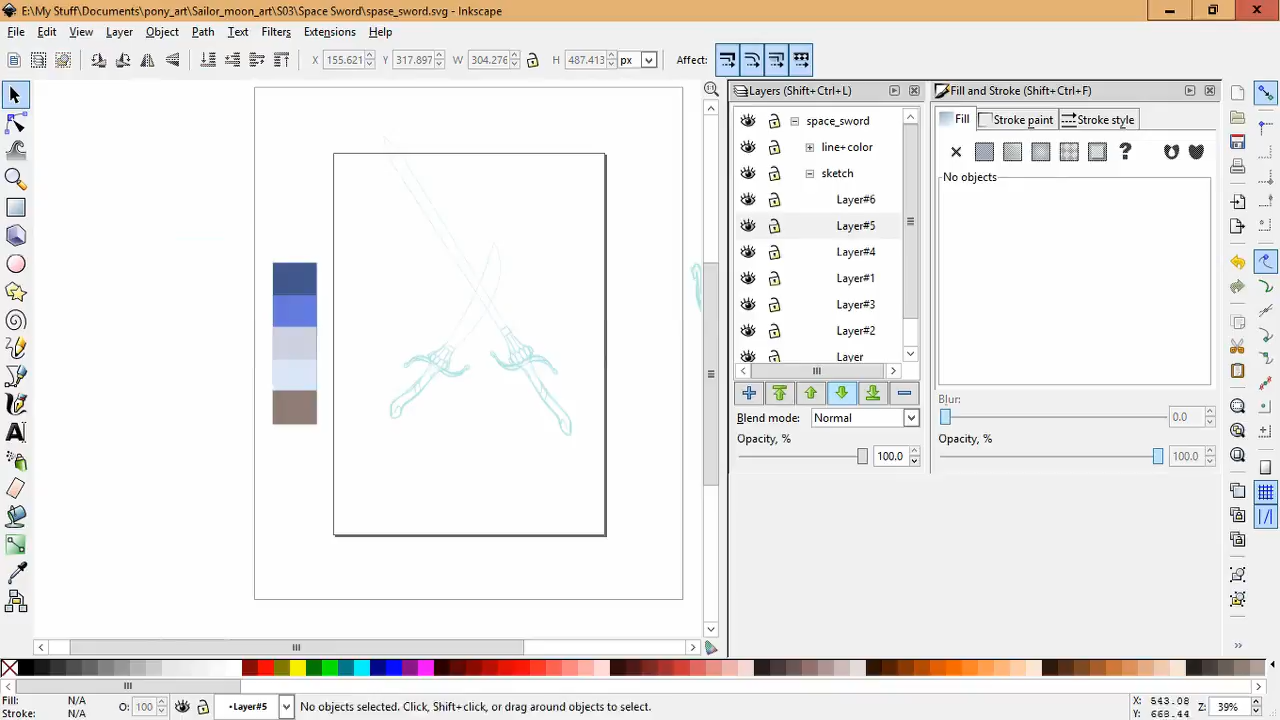 E:\My Stuff\Documents\pony_art\Sailor_moon_art\S03\Space Sword\spase_sword.svg - Inkscape
File Edit View Layer Object Path Text Filters Extensions Help
X 155.621 Y 317.897 W 304.276 H 487.413 px Affect:
Layers (Shift+Ctrl+L)
space_sword
line+color
sketch
Layer#6
Layer#5
Layer#4
Layer#1
Layer#3
Layer#2
Layer
Blend mode: Normal
Opacity, %
100.0
Fill and Stroke (Shift+Ctrl+F)
Fill Stroke paint Stroke style
?
No objects
Blur:
0.0
Opacity, %
100.0
Fill: N/A
Stroke: N/A
O: 100
•Layer#5
No objects selected. Click, Shift+click, or drag around objects to select.
X: 543.08
Y: 668.44
Z: 39%